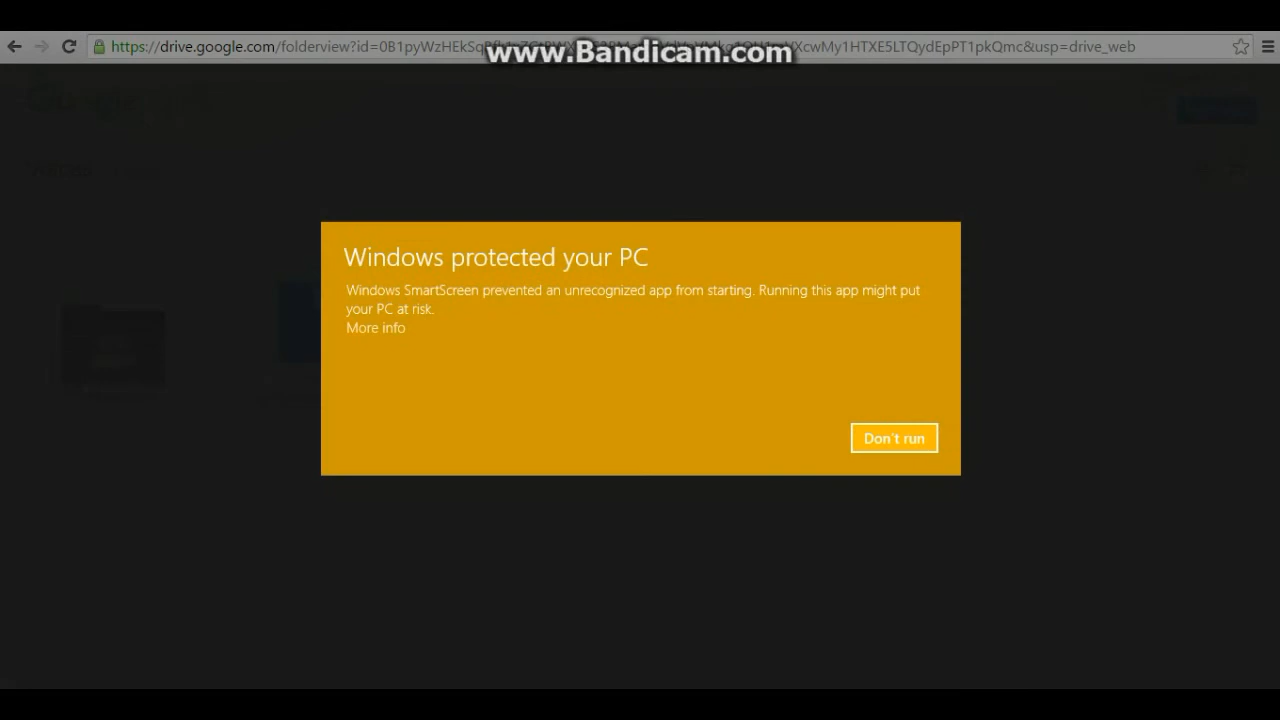 www.Bandicam.com
Windows protected your PC
Windows SmartScreen prevented an unrecognized app from starting. Running this app might put
your PC at risk.
More info
Don't run